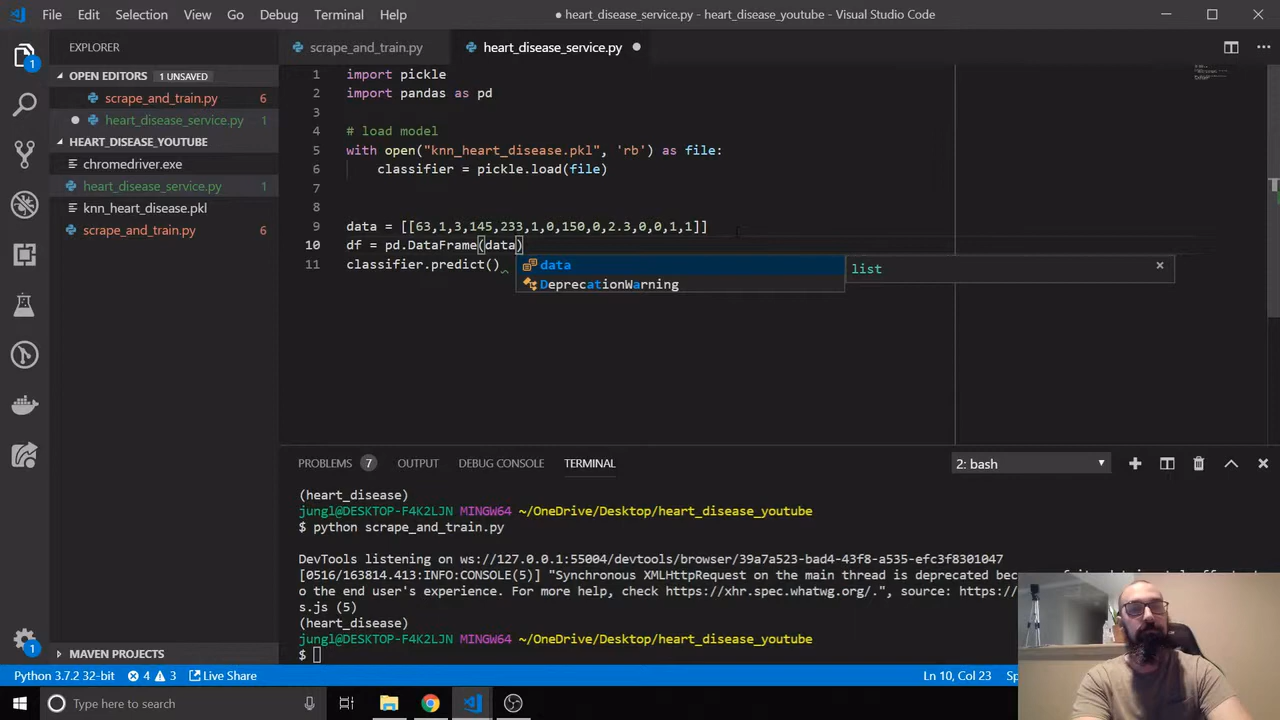 File Edit Selection View Go Debug Terminal Help
● heart_disease_service.py - heart_disease_youtube - Visual Studio Code
EXPLORER
scrape_and_train.py
heart_disease_service.py
OPEN EDITORS 1 UNSAVED
scrape_and_train.py 6
heart_disease_service.py 1
HEART_DISEASE_YOUTUBE
chromedriver.exe
heart_disease_service.py 1
knn_heart_disease.pkl
scrape_and_train.py 6
MAVEN PROJECTS
1 import pickle
2 import pandas as pd
3
4 # load model
5 with open("knn_heart_disease.pkl", 'rb') as file:
6 classifier = pickle.load(file)
7
8
9 data = [[63,1,3,145,233,1,0,150,0,2.3,0,0,1,1]]
10 df = pd.DataFrame(data)
11 classifier.predict()
data
DeprecationWarning
list
PROBLEMS 7 OUTPUT DEBUG CONSOLE TERMINAL
2: bash
(heart_disease)
jungl@DESKTOP-F4K2LJN MINGW64 ~/OneDrive/Desktop/heart_disease_youtube
$ python scrape_and_train.py
DevTools listening on ws://127.0.0.1:55004/devtools/browser/39a7a523-bad4-43f8-a535-efc3f8301047
[0516/163814.413:INFO:CONSOLE(5)] "Synchronous XMLHttpRequest on the main thread is deprecated
o the end user's experience. For more help, check https://xhr.spec.whatwg.org/.", source: https:
s.js (5)
(heart_disease)
jungl@DESKTOP-F4K2LJN MINGW64 ~/OneDrive/Desktop/heart_disease_youtube
$
Python 3.7.2 32-bit 4 3 Live Share
Ln 10, Col 23
Type here to search